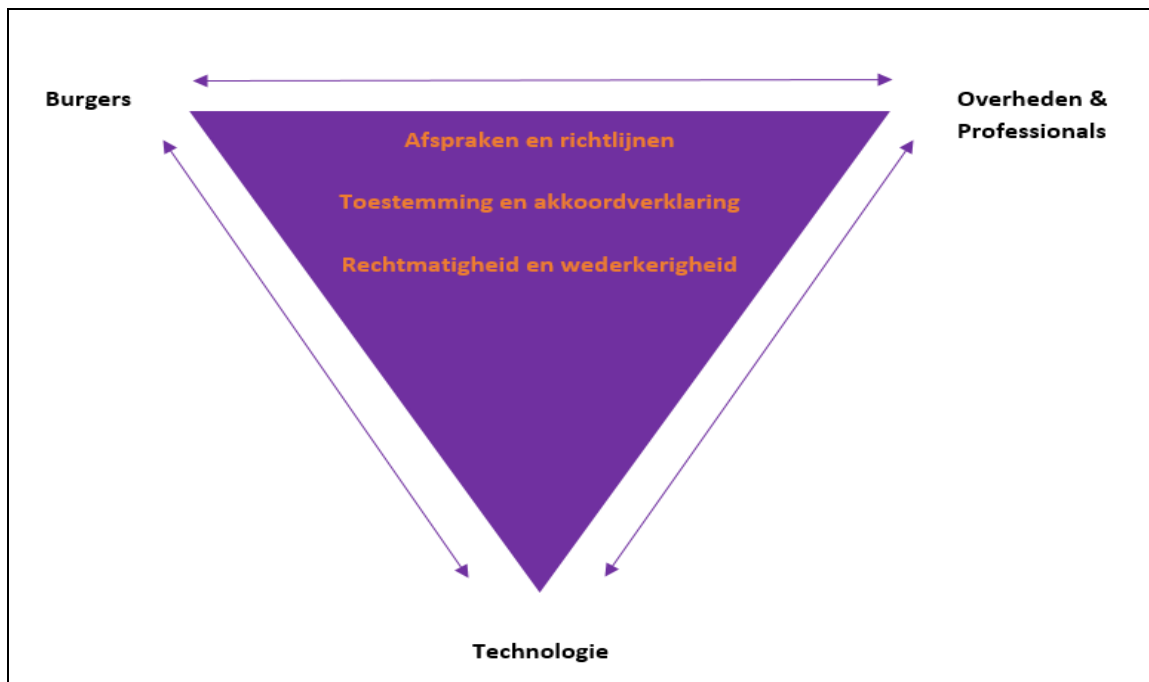 Burgers
Overheden &
Professionals
Afspraken en richtlijnen
Toestemming en akkoordverklaring
Rechtmatigheid en wederkerigheid
Technologie